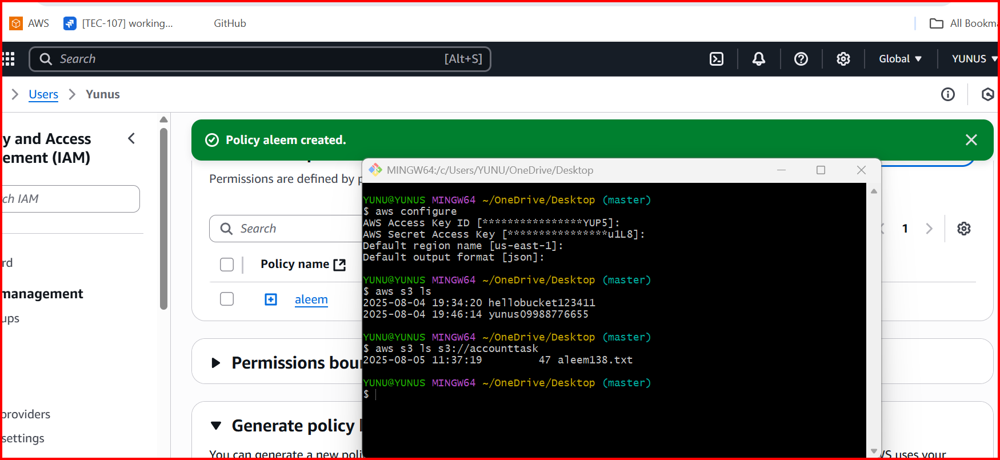 AWS [TEC-107] working... GitHub All Bookma
Search [Alt+S] Global YUNUS
Users Yunus
y and Access
ement (IAM)
Policy aleem created.
MINGW64:/c/Users/YUNU/OneDrive/Desktop
Permissions are defined by p
ch IAM
Search
1
rd
Policy name
management
aleem
ups
Permissions bou
providers
Generate policy
settings
You can generate a new poli
WS uses your
YUNU@YUNUS MINGW64 ~/OneDrive/Desktop (master)
$ aws configure
AWS Access Key ID [****************YUP5]:
AWS Secret Access Key [****************u1L8]:
Default region name [us-east-1]:
Default output format [json]:
YUNU@YUNUS MINGW64 ~/OneDrive/Desktop (master)
$ aws s3 ls
2025-08-04 19:34:20 hellobucket123411
2025-08-04 19:46:14 yunus09988776655
YUNU@YUNUS MINGW64 ~/OneDrive/Desktop (master)
$ aws s3 ls s3://accounttask
2025-08-05 11:37:19         47 aleem138.txt
YUNU@YUNUS MINGW64 ~/OneDrive/Desktop (master)
$